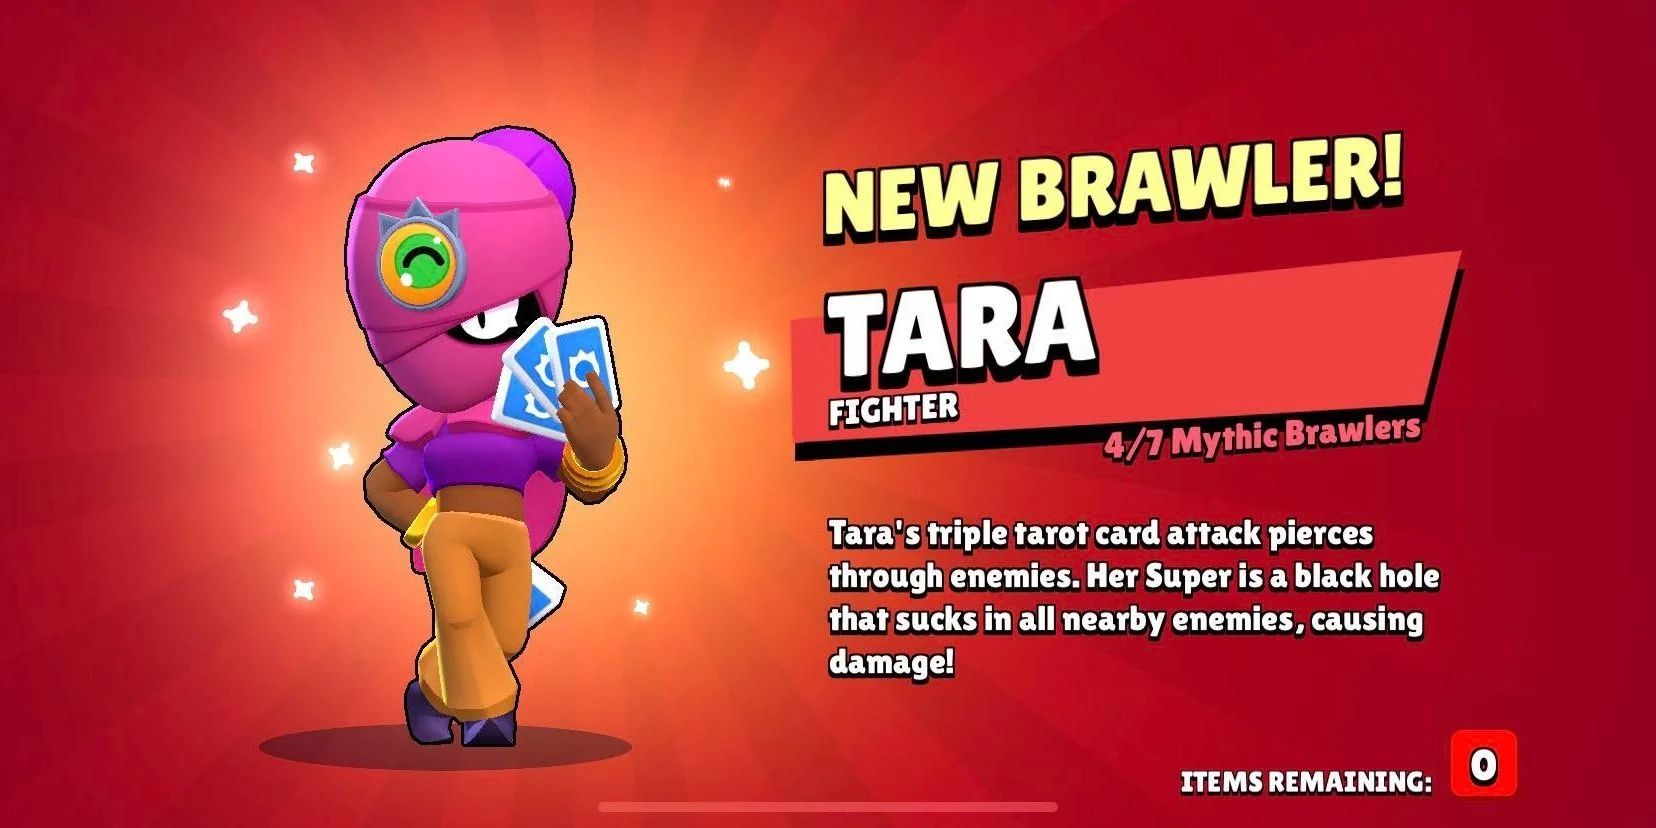 NEW BRAWLER!
TARA
FIGHTER
4/7 Mythic Brawlers
Tara's triple tarot card attack pierces
through enemies. Her Super is a black hole
that sucks in all nearby enemies, causing
damage!
ITEMS REMAINING: 0